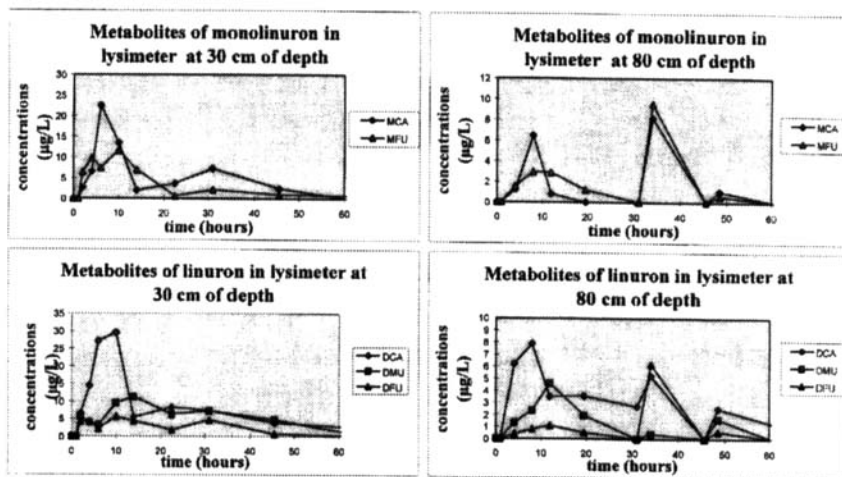 Metabolites of monolinuron in
lysimeter at 30 cm of depth
concentrations
(µg/L)
30
25
20
15
10
5
0
0 10 20 30 40 50 60
time (hours)
MCA
MFU
Metabolites of monolinuron in
lysimeter at 80 cm of depth
concentrations
(µg/L)
12
10
8
6
4
2
0
0 10 20 30 40 50 60
time (hours)
MCA
MFU
Metabolites of linuron in lysimeter at
30 cm of depth
concentrations
(µg/L)
35
30
25
20
15
10
5
0
0 10 20 30 40 50 60
time (hours)
DCA
DMU
DFU
Metabolites of linuron in lysimeter at
80 cm of depth
concentrations
(µg/L)
10
9
8
7
6
5
4
3
2
1
0
0 10 20 30 40 50 60
time (hours)
DCA
DMU
DFU